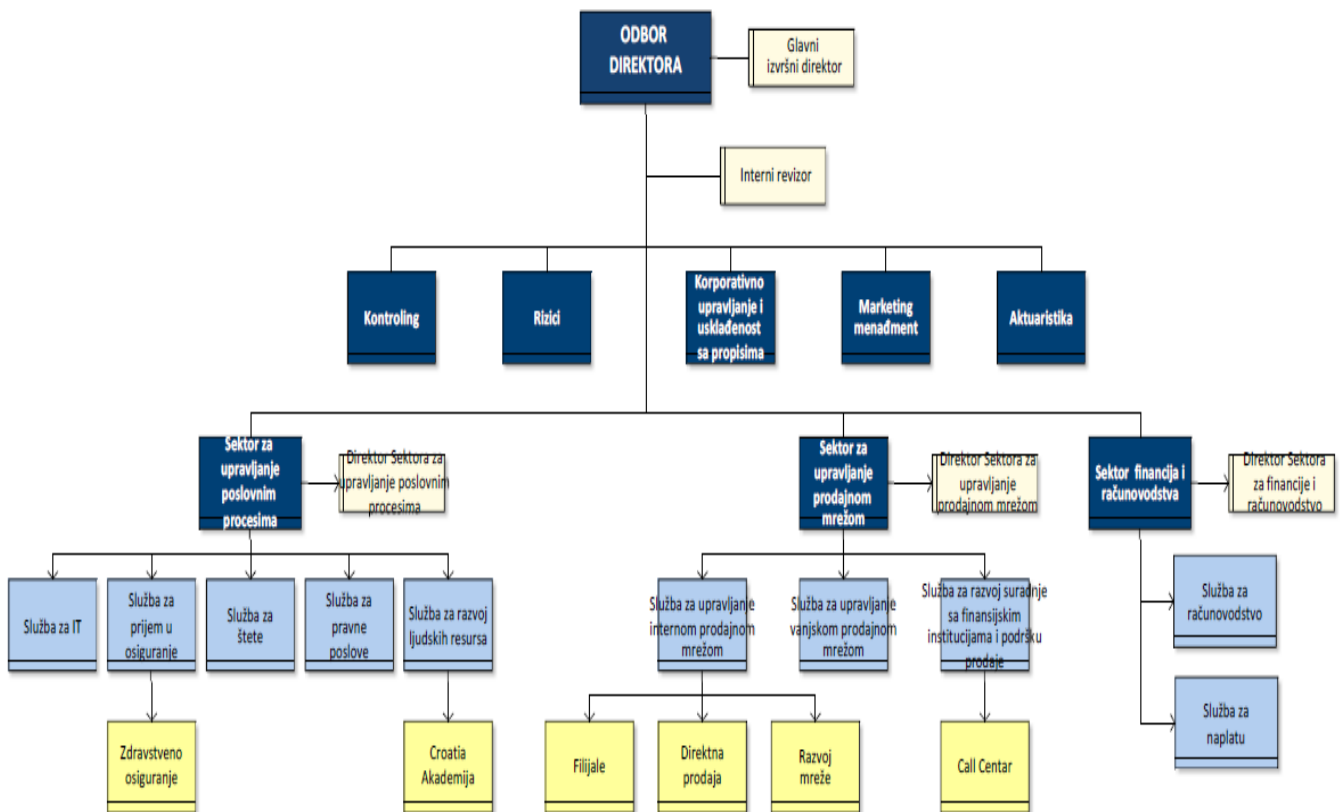 ODBOR
DIREKTORA
Glavni
izvršni direktor
Interni revizor
Kontroling
Rizici
Korporativno
upravljanje i
usklađenost
sa propisima
Marketing
menađment
Aktuaristika
Sektor za
upravljanje
poslovnim
procesima
Direktor Sektora za
upravljanje poslovnim
procesima
Sektor za
upravljanje
prodajnom
mrežom
Direktor Sektora za
upravljanje
prodajnom mrežom
Sektor financija i
računovodstva
Direktor Sektora
za financije i
računovodstvo
Služba za IT
Služba za
prijem u
osiguranje
Služba za
štete
Služba za
pravne
poslove
Služba za razvoj
ljudskih resursa
Služba za upravljanje
internom prodajnom
mrežom
Služba za upravljanje
vanjskom prodajnom
mrežom
Služba za razvoj suradnje
sa finansijskim
institucijama i podršku
prodaje
Služba za
računovodstvo
Služba za
naplatu
Zdravstveno
osiguranje
Croatia
Akademija
Filijale
Direktna
prodaja
Razvoj
mreže
Call Centar